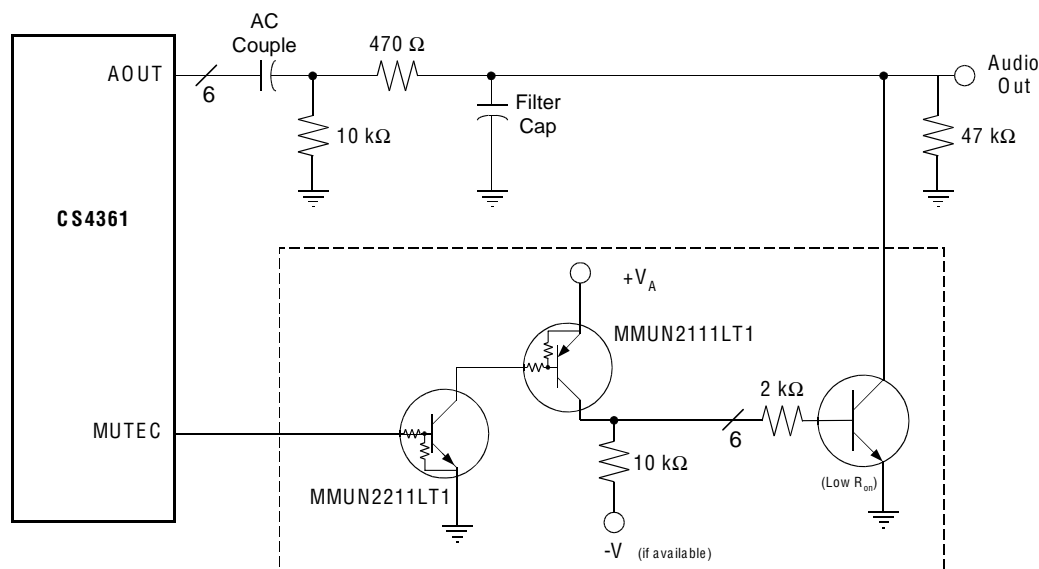 AC
Couple
470 Ω
AOUT
6
10 kΩ
Filter
Cap
Audio
Out
47 kΩ
CS4361
+VA
MMUN2111LT1
2 kΩ
MUTEC
6
10 kΩ
(Low Ron)
MMUN2211LT1
-V (if available)